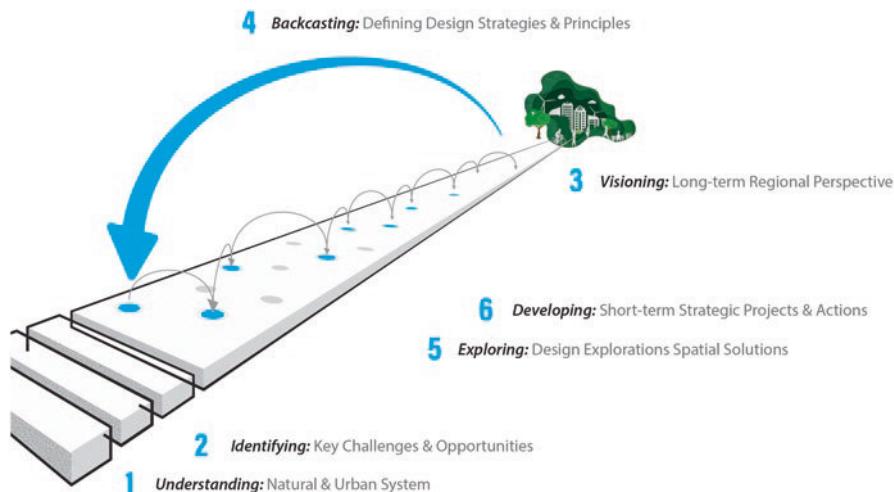 4 Backcasting: Defining Design Strategies & Principles
3 Visioning: Long-term Regional Perspective
6 Developing: Short-term Strategic Projects & Actions
5 Exploring: Design Explorations Spatial Solutions
2 Identifying: Key Challenges & Opportunities
1 Understanding: Natural & Urban System